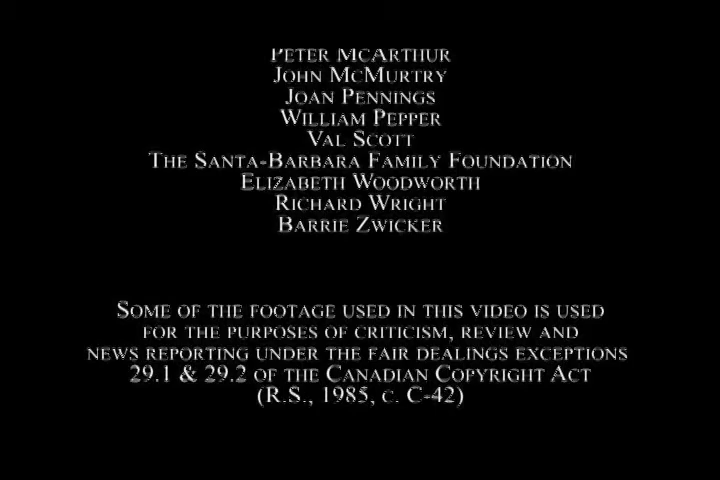 Peter McArthur
John McMurtry
Joan Pennings
William Pepper
Val Scott
The Santa-Barbara Family Foundation
Elizabeth Woodworth
Richard Wright
Barrie Zwicker
Some of the footage used in this video is used
for the purposes of criticism, review and
news reporting under the fair dealings exceptions
29.1 & 29.2 of the Canadian Copyright Act
(R.S., 1985, c. C-42)